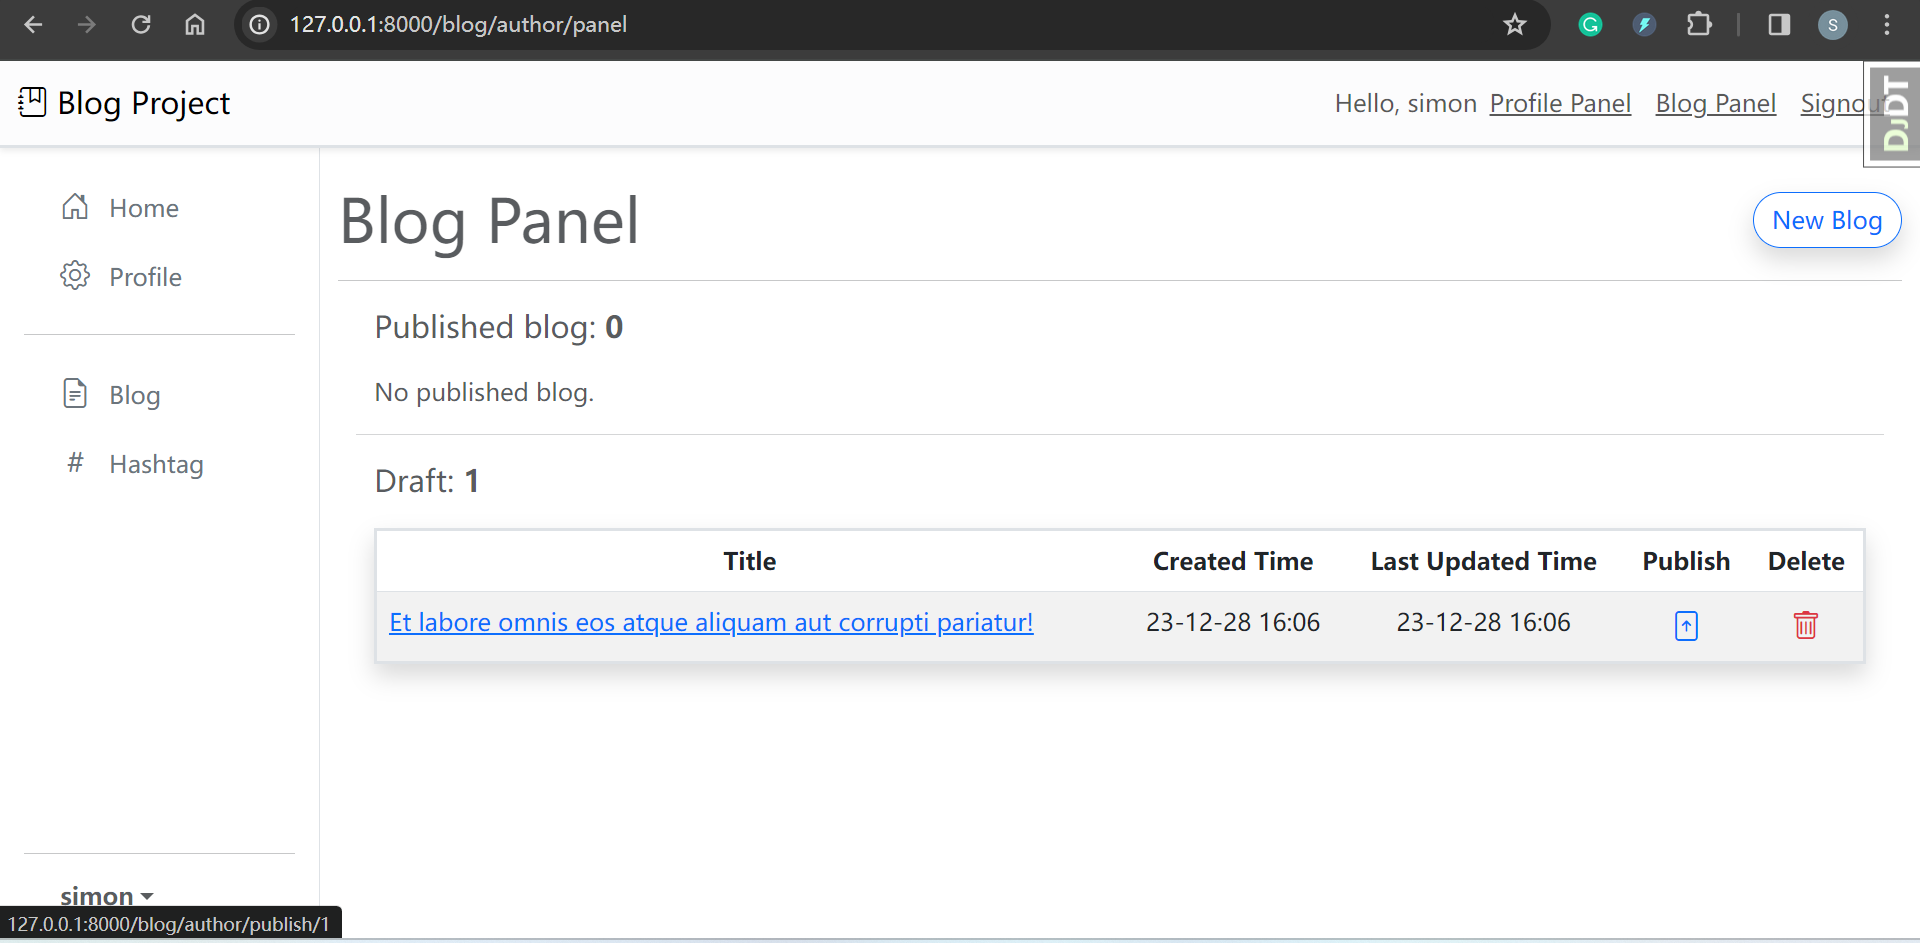 127.0.0.1:8000/blog/author/panel
G
S
Blog Project
Hello, simon Profile Panel Blog Panel Signout
DjDT
Home
Profile
Blog
# Hashtag
simon
Blog Panel
New Blog
Published blog: 0
No published blog.
Draft: 1
Title Created Time Last Updated Time Publish Delete
Et labore omnis eos atque aliquam aut corrupti pariatur! 23-12-28 16:06 23-12-28 16:06
127.0.0.1:8000/blog/author/publish/1